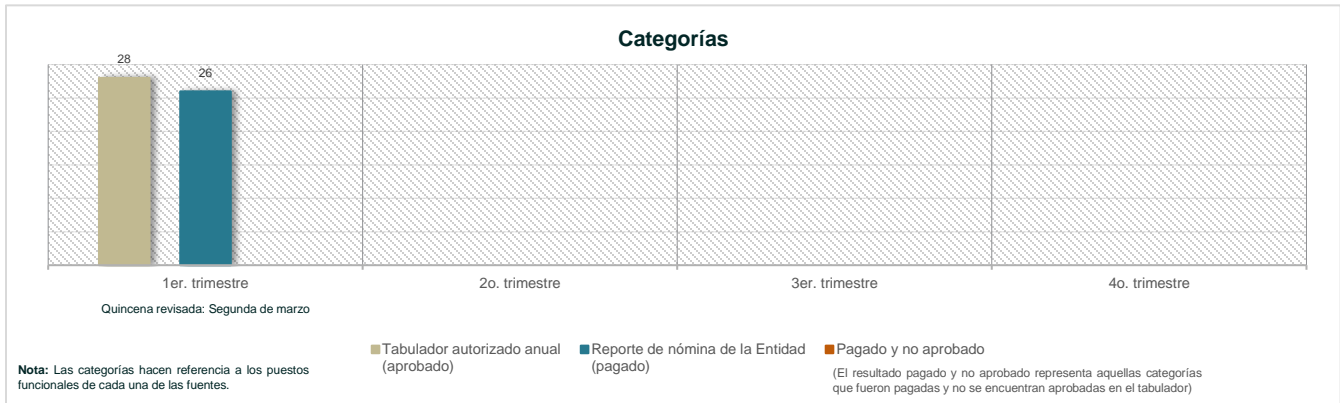 Categorías
28
26
1er. trimestre
2o. trimestre
3er. trimestre
4o. trimestre
Quincena revisada: Segunda de marzo
Tabulador autorizado anual
(aprobado)
Reporte de nómina de la Entidad
(pagado)
Pagado y no aprobado
(El resultado pagado y no aprobado representa aquellas categorías
que fueron pagadas y no se encuentran aprobadas en el tabulador)
Nota: Las categorías hacen referencia a los puestos
funcionales de cada una de las fuentes.